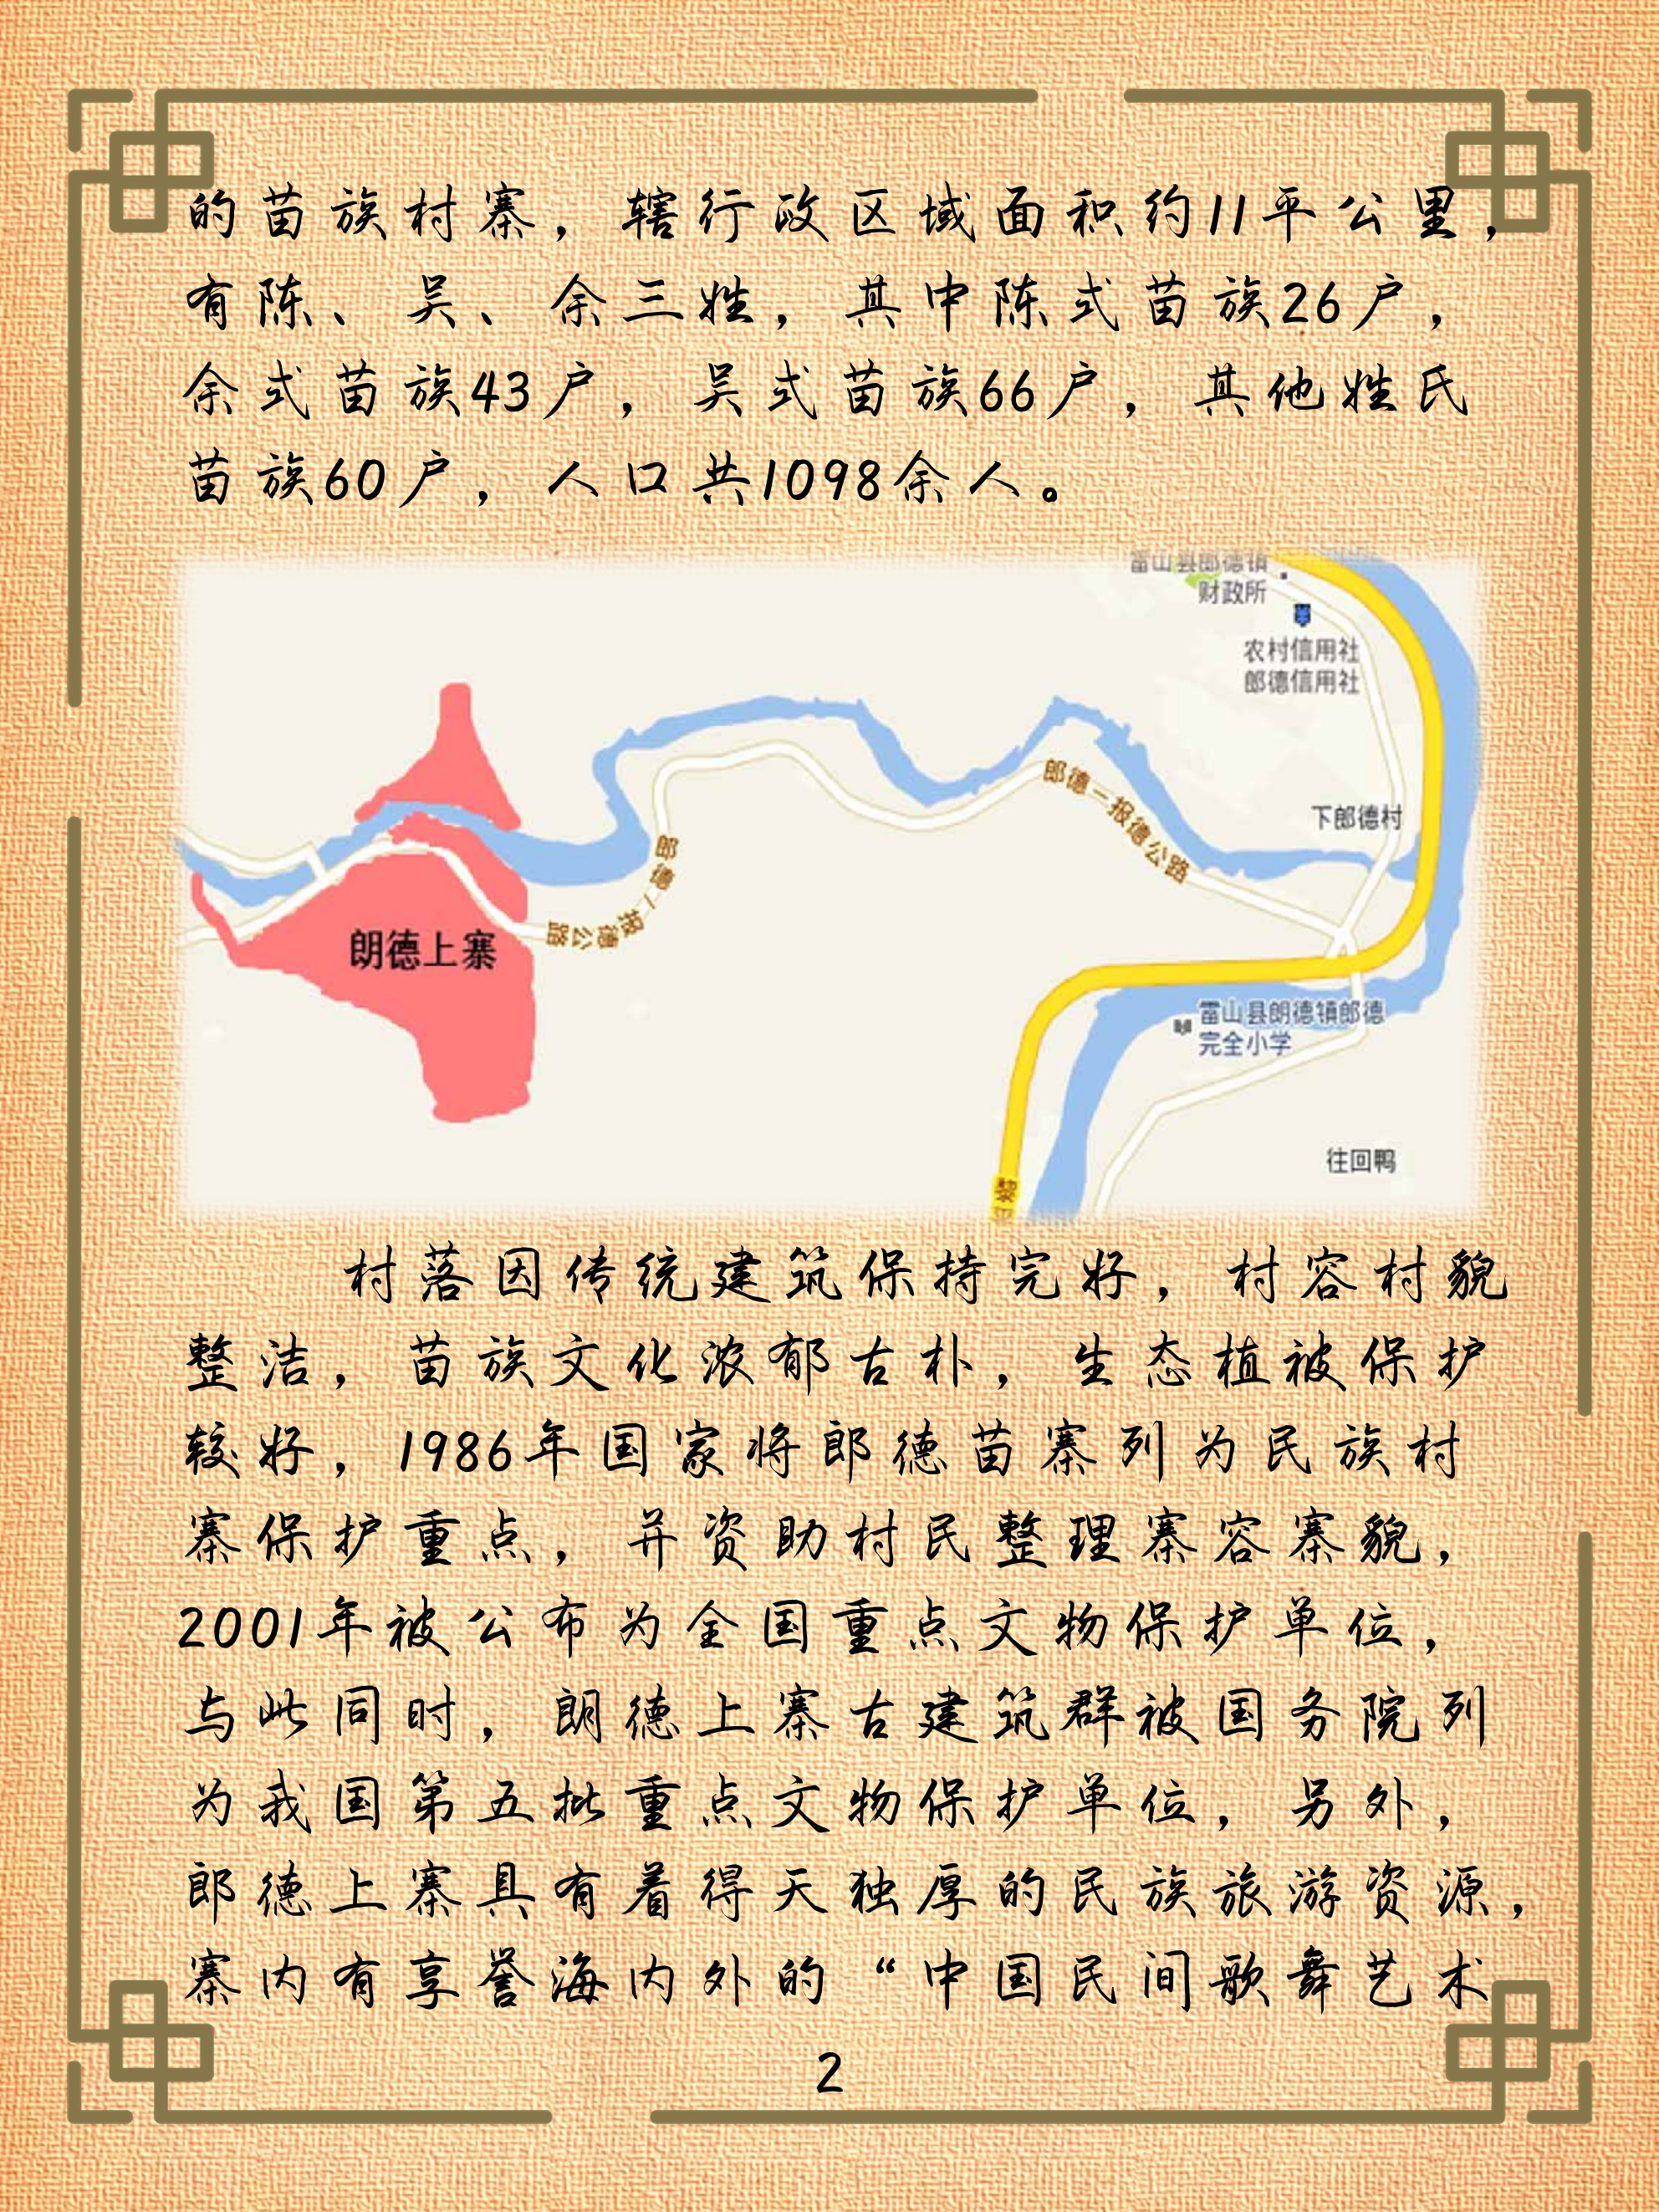 的苗族村寨，辖行政区域面积约11平公里，
有陈、吴、余三姓，其中陈式苗族26户，
余式苗族43户，吴式苗族66户，其他姓氏
苗族60户，人口共1098余人。
雷山县郎德镇
财政所
农村信用社
郎德信用社
郎德—报德公路
下郎德村
郎德—报德公路
朗德上寨
雷山县朗德镇郎德
完全小学
往回鸭
村落因传统建筑保持完好，村容村貌
整洁，苗族文化浓郁古朴，生态植被保护
较好，1986年国家将郎德苗寨列为民族村
寨保护重点，并资助村民整理寨容寨貌，
2001年被公布为全国重点文物保护单位，
与此同时，朗德上寨古建筑群被国务院列
为我国第五批重点文物保护单位，另外，
郎德上寨具有着得天独厚的民族旅游资源，
寨内有享誉海内外的“中国民间歌舞艺术
2